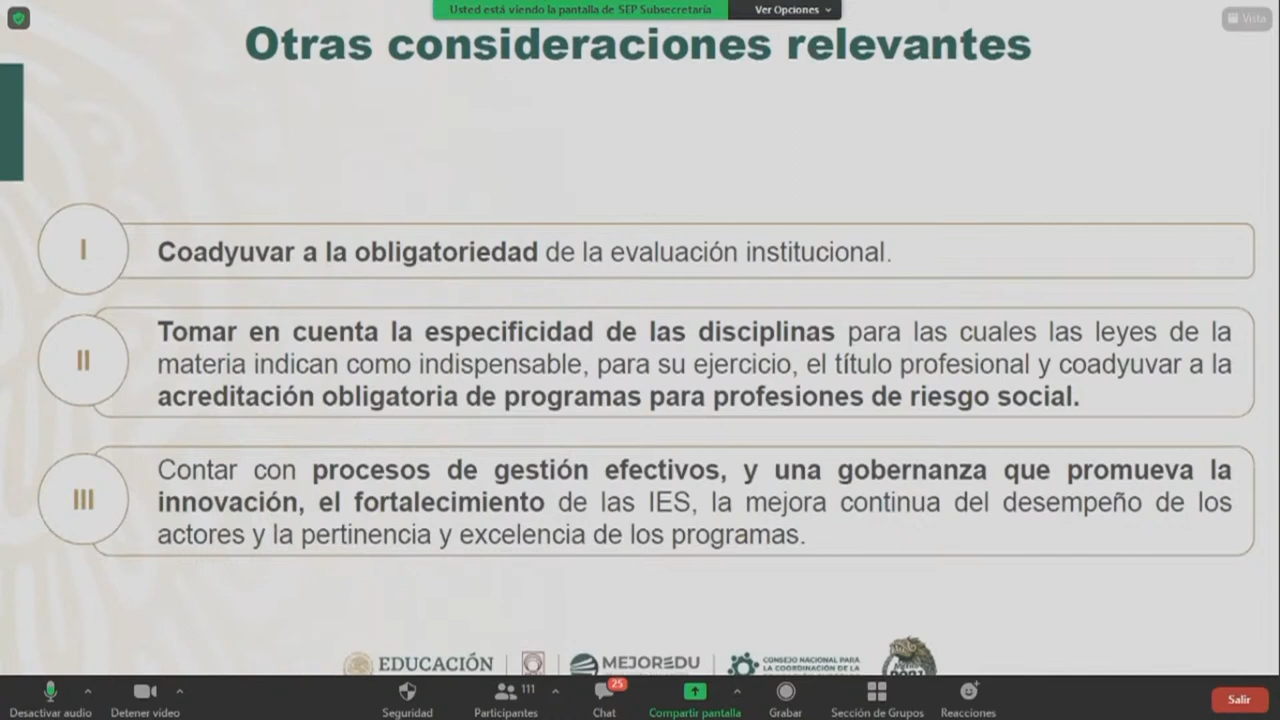 Usted está viendo la pantalla de SEP Subsecretaría
Ver Opciones
Vista
Otras consideraciones relevantes
I
Coadyuvar a la obligatoriedad de la evaluación institucional.
II
Tomar en cuenta la especificidad de las disciplinas para las cuales las leyes de la
materia indican como indispensable, para su ejercicio, el título profesional y coadyuvar a la
acreditación obligatoria de programas para profesiones de riesgo social.
III
Contar con procesos de gestión efectivos, y una gobernanza que promueva la
innovación, el fortalecimiento de las IES, la mejora continua del desempeño de los
actores y la pertinencia y excelencia de los programas.
EDUCACIÓN
MEJOREDU
CONSEJO NACIONAL PARA
LA COORDINACIÓN DE LA
25
111
Desactivar audio
Detener video
Seguridad
Participantes
Chat
Compartir pantalla
Grabar
Sección de Grupos
Reacciones
Salir